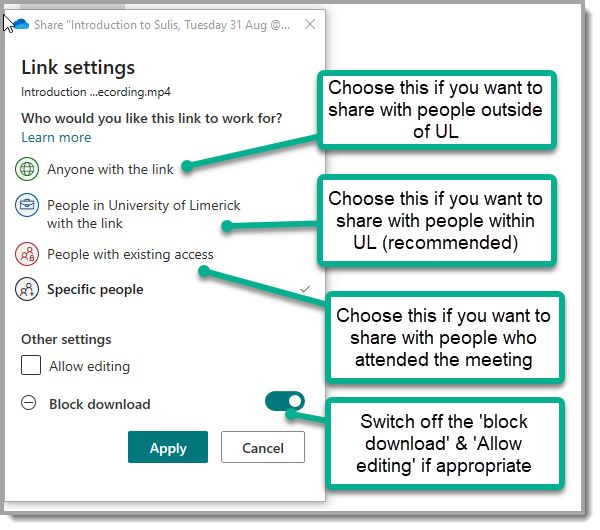 Share "Introduction to Sulis, Tuesday 31 Aug @...
Link settings
Introduction ...ecording.mp4
Who would you like this link to work for?
Learn more
Anyone with the link
People in University of Limerick
with the link
People with existing access
Specific people
Other settings
Allow editing
Block download
Apply
Cancel
Choose this if you want to
share with people outside
of UL
Choose this if you want to
share with people within
UL (recommended)
Choose this if you want to
share with people who
attended the meeting
Switch off the 'block
download' & 'Allow
editing' if appropriate